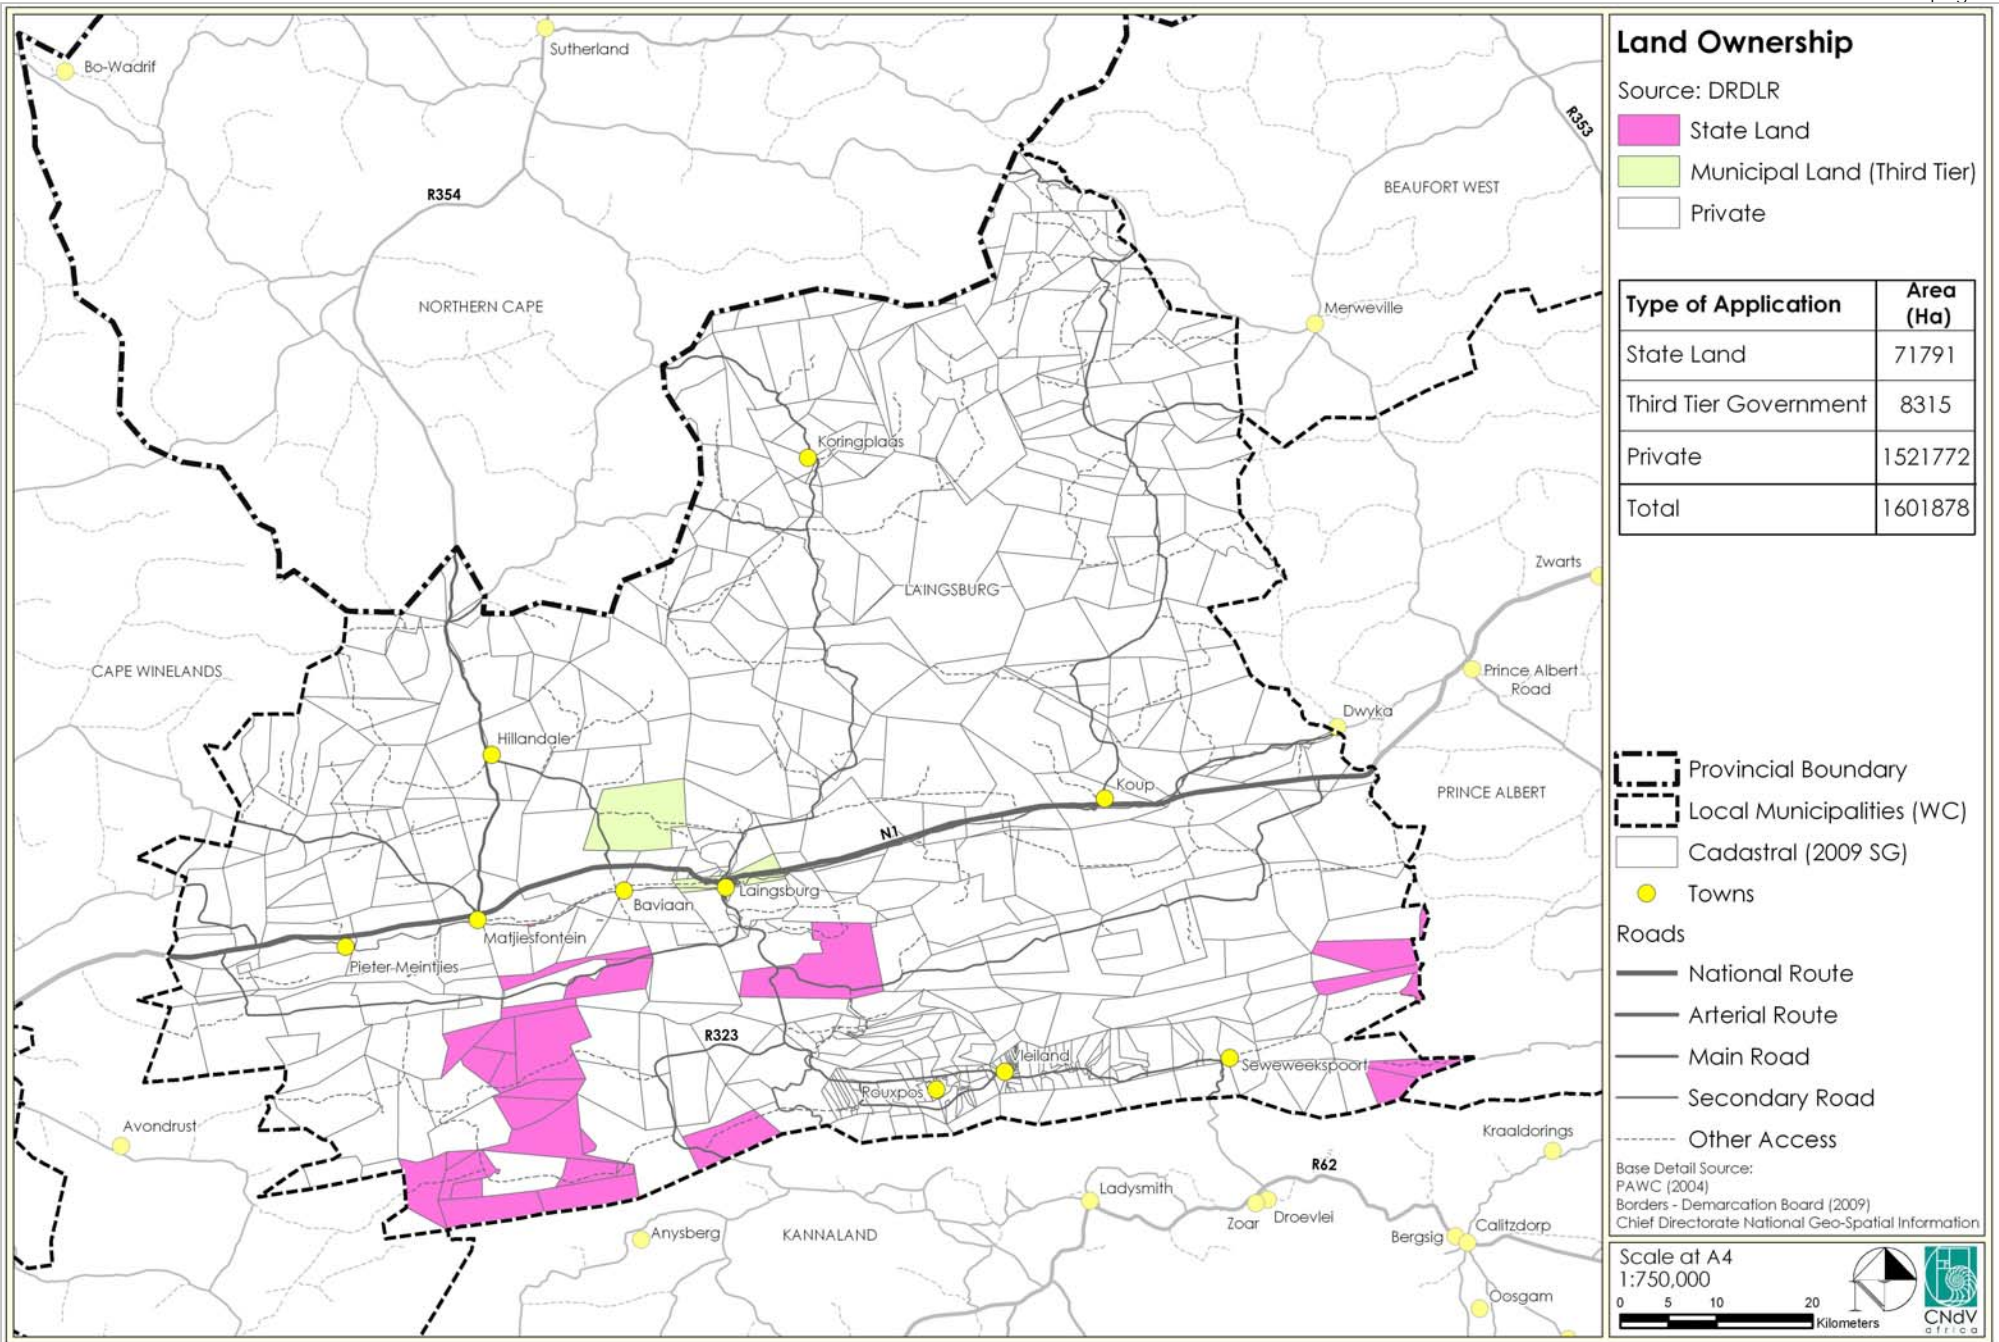 Bo-Wadrif
Sutherland
R353
R354
BEAUFORT WEST
NORTHERN CAPE
Merweville
Koringplaas
Zwarts
LAINGSBURG
CAPE WINELANDS
Prince Albert
Road
Dwyka
Hillandale
Koup
PRINCE ALBERT
N1
Laingsburg
Baviaan
Matjiesfontein
Pieter Meintjies
R323
Vleiland
Seweweekspoort
Rouxpos
Avondrust
Kraaldorings
R62
Ladysmith
Zoar
Droevlei
Anysberg
KANNALAND
Bergsig
Calitzdorp
Oosgam
Land Ownership
Source: DRDLR
State Land
Municipal Land (Third Tier)
Private
Type of Application Area
(Ha)
State Land 71791
Third Tier Government 8315
Private 1521772
Total 1601878
Provincial Boundary
Local Municipalities (WC)
Cadastral (2009 SG)
Towns
Roads
National Route
Arterial Route
Main Road
Secondary Road
Other Access
Base Detail Source:
PAWC (2004)
Borders - Demarcation Board (2009)
Chief Directorate National Geo-Spatial Information
Scale at A4
1:750,000
0 5 10 20
Kilometers
CNdV
africa